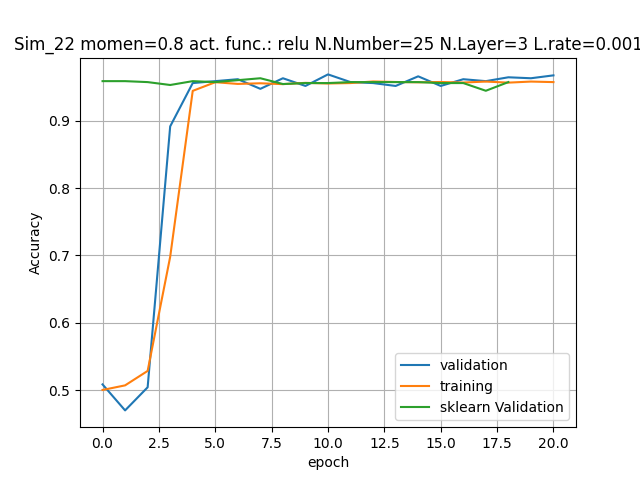 Sim_22 momen=0.8 act. func.: relu N.Number=25 N.Layer=3 L.rate=0.001
Accuracy
0.9
0.8
0.7
0.6
0.5
validation
training
sklearn Validation
0.0 2.5 5.0 7.5 10.0 12.5 15.0 17.5 20.0
epoch